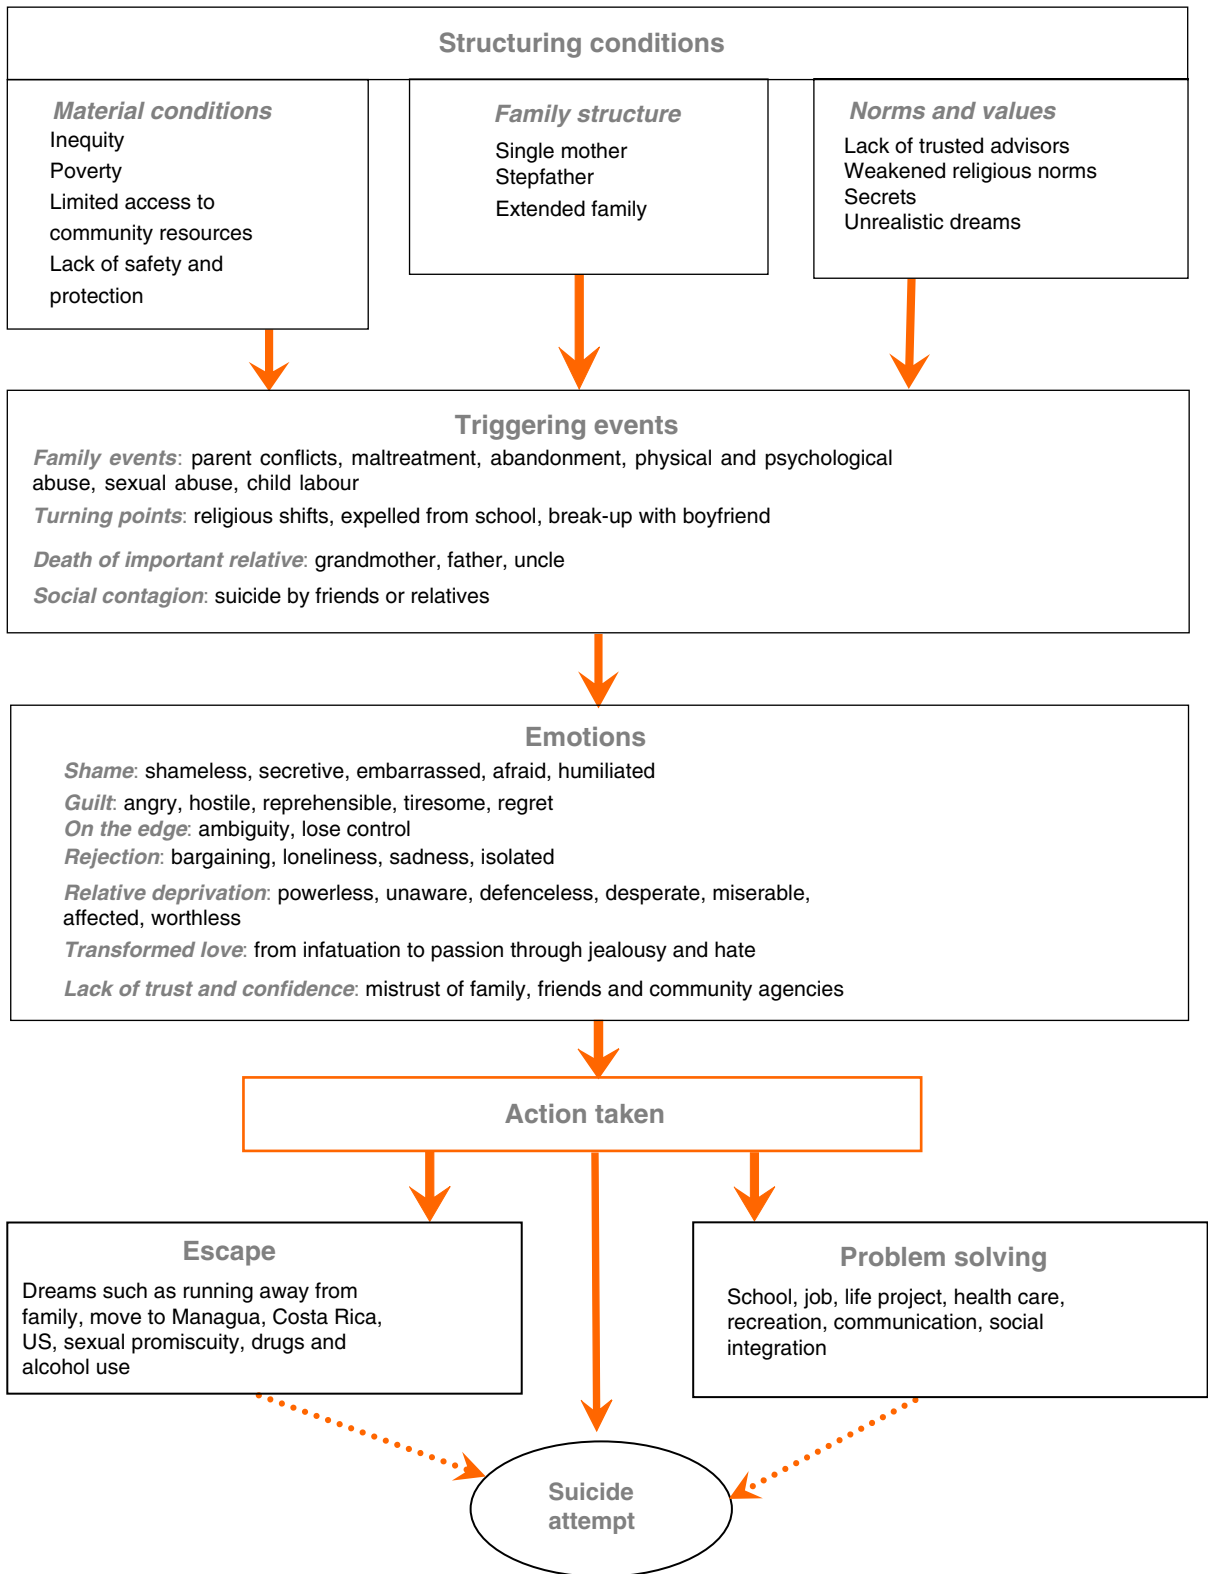 Structuring conditions
Material conditions
Inequity
Poverty
Limited access to
community resources
Lack of safety and
protection
Family structure
Single mother
Stepfather
Extended family
Norms and values
Lack of trusted advisors
Weakened religious norms
Secrets
Unrealistic dreams
Triggering events
Family events: parent conflicts, maltreatment, abandonment, physical and psychological
abuse, sexual abuse, child labour
Turning points: religious shifts, expelled from school, break-up with boyfriend
Death of important relative: grandmother, father, uncle
Social contagion: suicide by friends or relatives
Emotions
Shame: shameless, secretive, embarrassed, afraid, humiliated
Guilt: angry, hostile, reprehensible, tiresome, regret
On the edge: ambiguity, lose control
Rejection: bargaining, loneliness, sadness, isolated
Relative deprivation: powerless, unaware, defenceless, desperate, miserable,
affected, worthless
Transformed love: from infatuation to passion through jealousy and hate
Lack of trust and confidence: mistrust of family, friends and community agencies
Action taken
Escape
Dreams such as running away from
family, move to Managua, Costa Rica,
US, sexual promiscuity, drugs and
alcohol use
Problem solving
School, job, life project, health care,
recreation, communication, social
integration
Suicide
attempt